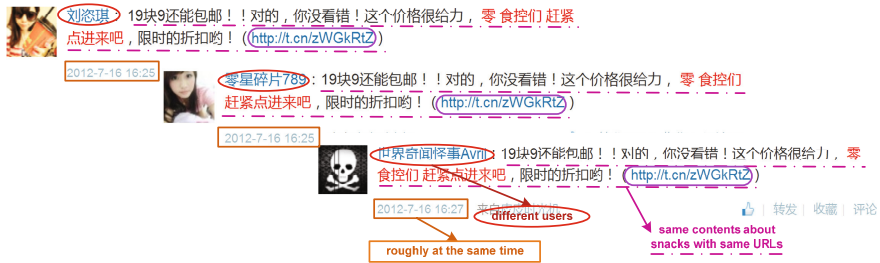 刘恣琪：19块9还能包邮！！对的，你没看错！这个价格很给力，零 食控们 赶紧
点进来吧，限时的折扣哟！（http://t.cn/zWGkRtZ）
2012-7-16 16:25
零星碎片789：19块9还能包邮！！对的，你没看错！这个价格很给力，零 食控们
赶紧点进来吧，限时的折扣哟！（http://t.cn/zWGkRtZ）
2012-7-16 16:25
世界奇闻怪事Avril：19块9还能包邮！！对的，你没看错！这个价格很给力，零
食控们 赶紧点进来吧，限时的折扣哟！（http://t.cn/zWGkRtZ）
2012-7-16 16:27 来自
different users
转发 收藏 评论
same contents about
snacks with same URLs
roughly at the same time